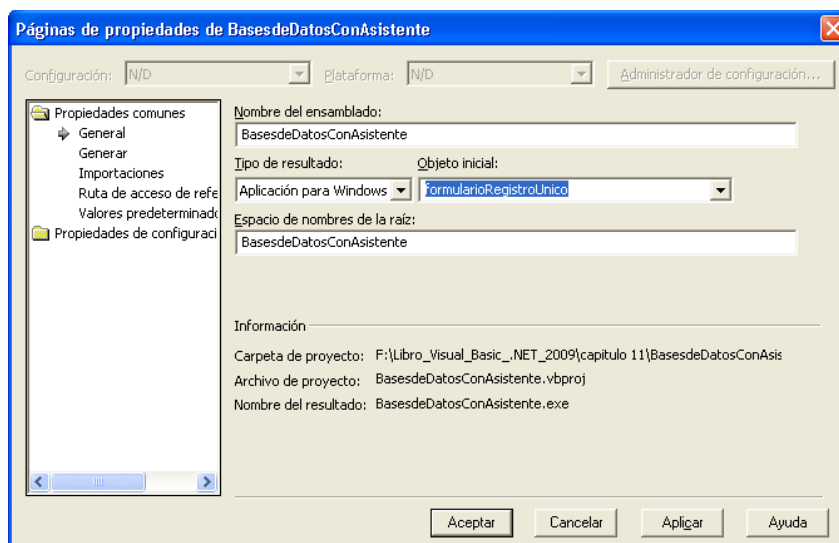 Páginas de propiedades de BasesdeDatosConAsistente
Configuración: N/D Plataforma: N/D Administrador de configuración...
Propiedades comunes
General
Generar
Importaciones
Ruta de acceso de refe
Valores predeterminado
Propiedades de configuraci
Nombre del ensamblado:
BasesdeDatosConAsistente
Tipo de resultado: Objeto inicial:
Aplicación para Windows formularioRegistroUnico
Espacio de nombres de la raíz:
BasesdeDatosConAsistente
Información
Carpeta de proyecto: F:\Libro_Visual_Basic_.NET_2009\capitulo 11\BasesdeDatosConAsis
Archivo de proyecto: BasesdeDatosConAsistente.vbproj
Nombre del resultado: BasesdeDatosConAsistente.exe
Aceptar Cancelar Aplicar Ayuda